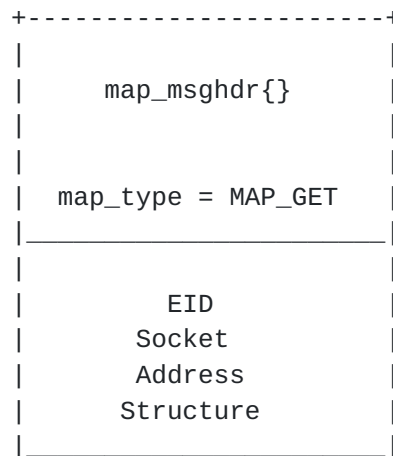 map_msghdr{}
map_type = MAP_GET
EID
Socket
Address
Structure